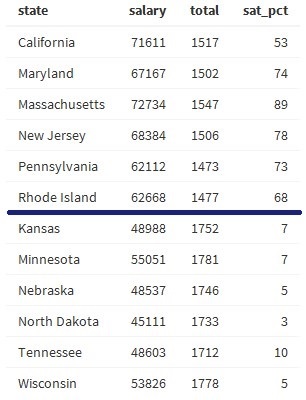 state salary total sat_pct
California 71611 1517 53
Maryland 67167 1502 74
Massachusetts 72734 1547 89
New Jersey 68384 1506 78
Pennsylvania 62112 1473 73
Rhode Island 62668 1477 68
Kansas 48988 1752 7
Minnesota 55051 1781 7
Nebraska 48537 1746 5
North Dakota 45111 1733 3
Tennessee 48603 1712 10
Wisconsin 53826 1778 5